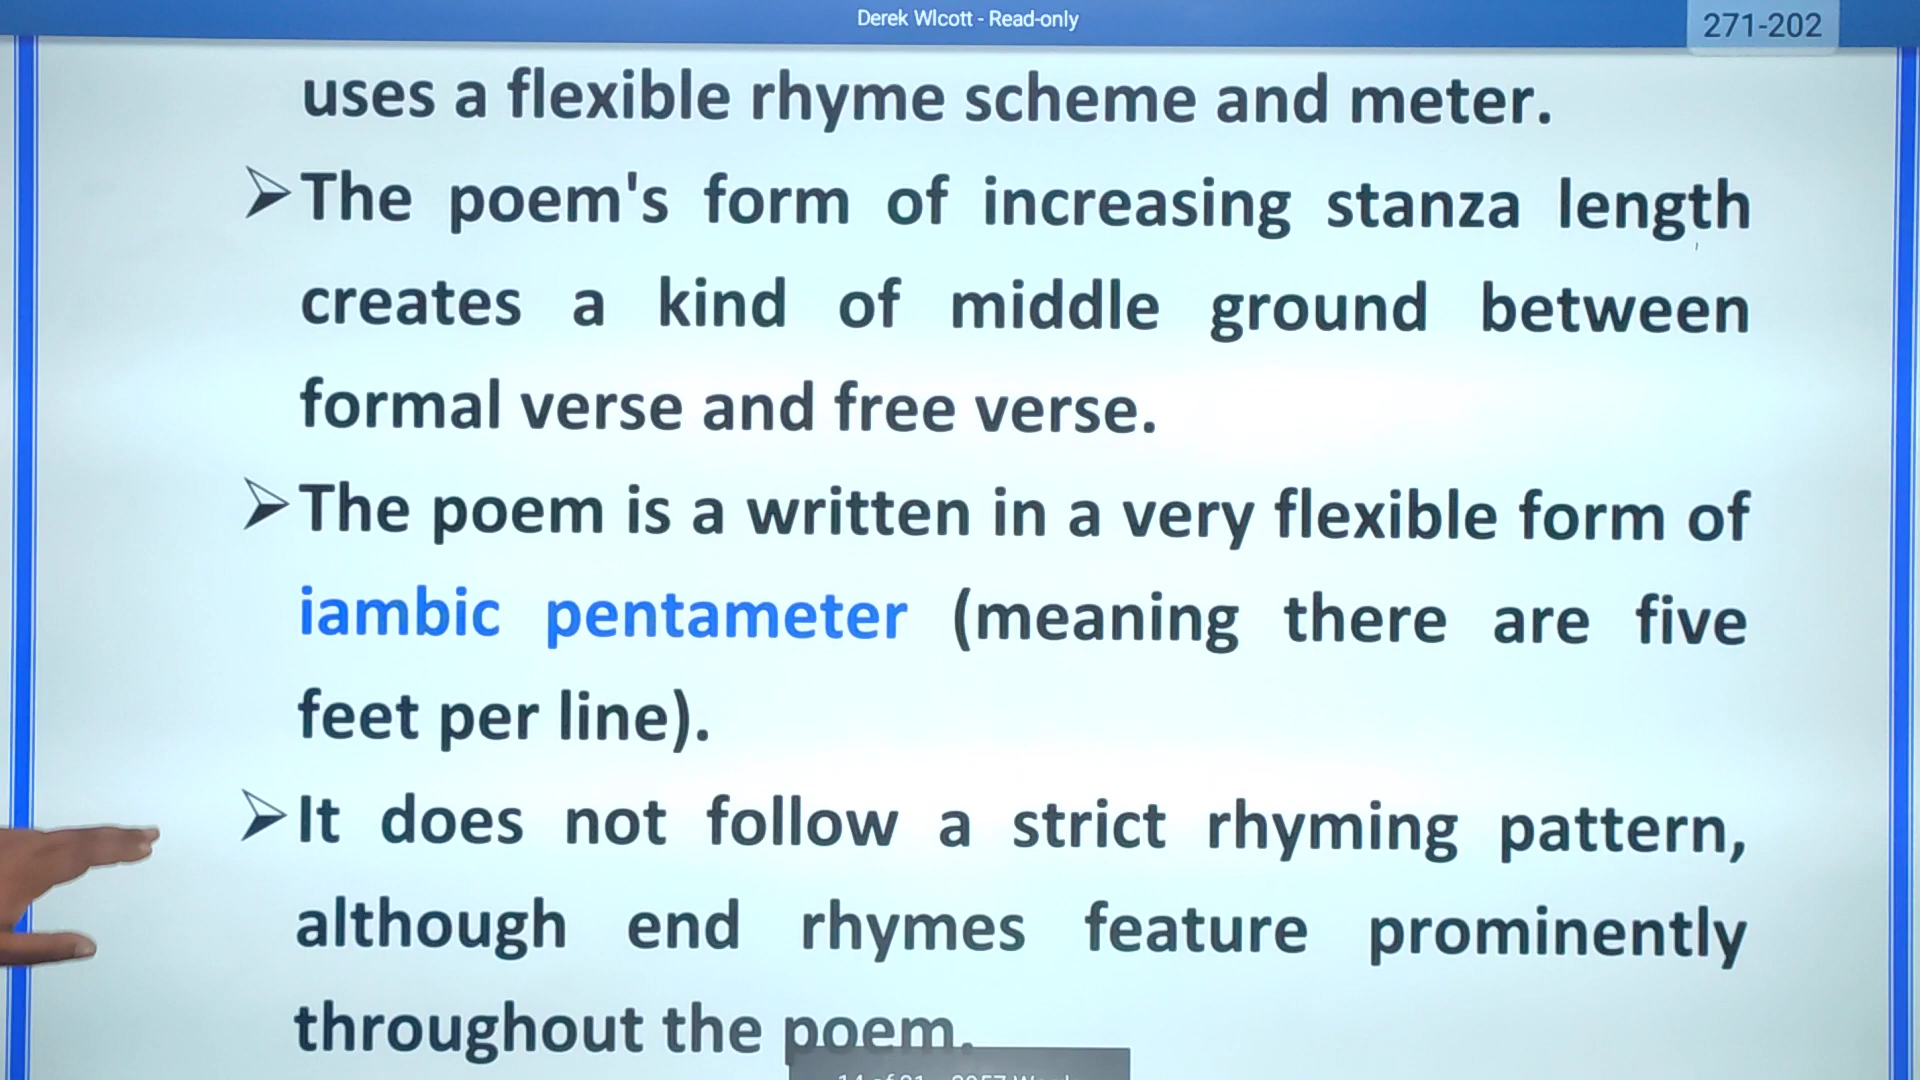 Derek Wlcott - Read-only
271-202
uses a flexible rhyme scheme and meter.
➢The poem's form of increasing stanza length
creates a kind of middle ground between
formal verse and free verse.
➢The poem is a written in a very flexible form of
iambic pentameter (meaning there are five
feet per line).
➢It does not follow a strict rhyming pattern,
although end rhymes feature prominently
throughout the poem.